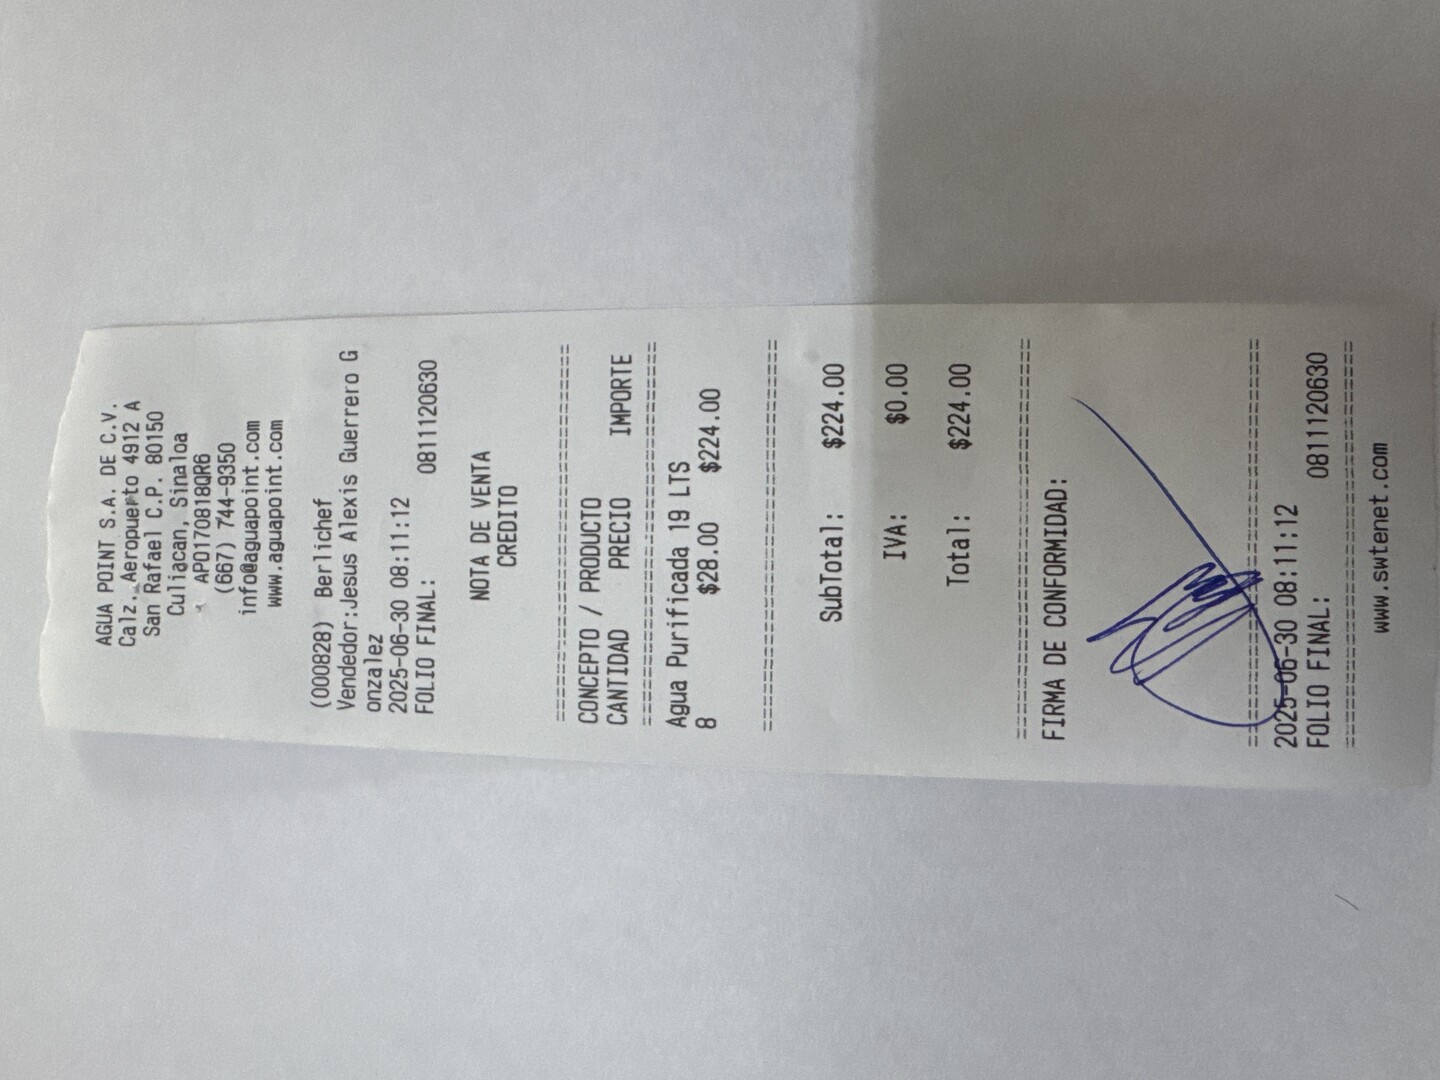 AGUA POINT S.A. DE C.V.
Calz. Aeropuerto 4912 A
San Rafael C.P. 80150
Culiacan, Sinaloa
APO170818QR6
(667) 744-9350
info@aguapoint.com
www.aguapoint.com
(000828) Berlichef
Vendedor:Jesus Alexis Guerrero G
onzalez
2025-06-30 08:11:12
FOLIO FINAL: 0811120630
NOTA DE VENTA
CREDITO
================================
CONCEPTO / PRODUCTO
CANTIDAD PRECIO IMPORTE
================================
Agua Purificada 19 LTS
8 $28.00 $224.00
================================
SubTotal: $224.00
IVA: $0.00
Total: $224.00
================================
FIRMA DE CONFORMIDAD:
================================
2025-06-30 08:11:12
FOLIO FINAL: 0811120630
================================
www.swtenet.com